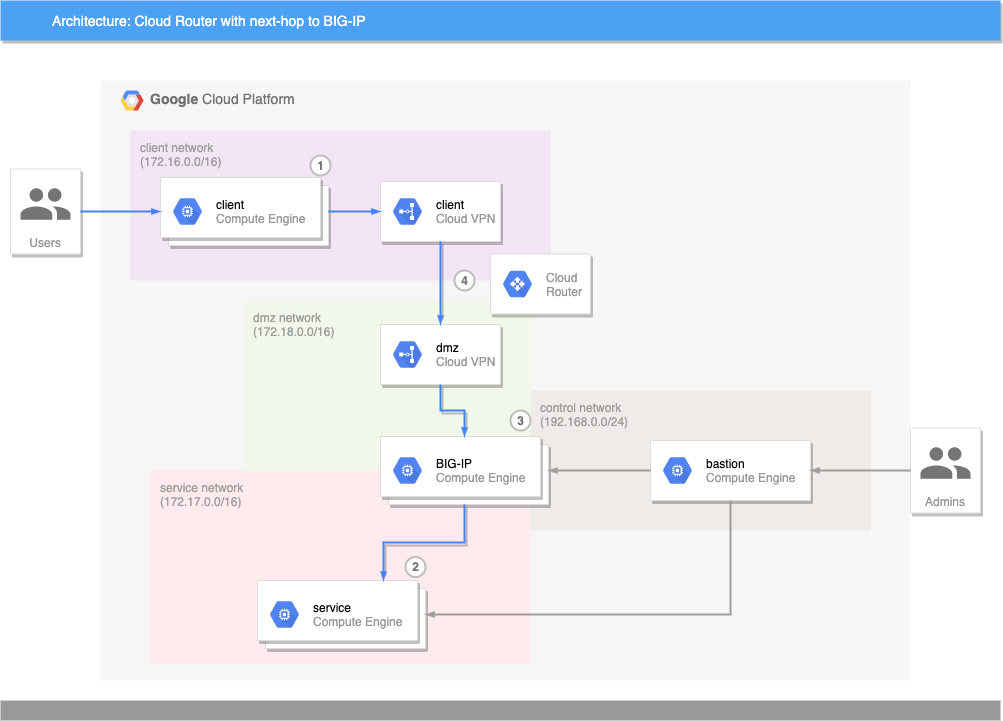 Architecture: Cloud Router with next-hop to BIG-IP
Google Cloud Platform
client network
(172.16.0.0/16)
1
Users
client
Compute Engine
client
Cloud VPN
4
Cloud
Router
dmz network
(172.18.0.0/16)
dmz
Cloud VPN
3
control network
(192.168.0.0/24)
BIG-IP
Compute Engine
bastion
Compute Engine
Admins
service network
(172.17.0.0/16)
2
service
Compute Engine